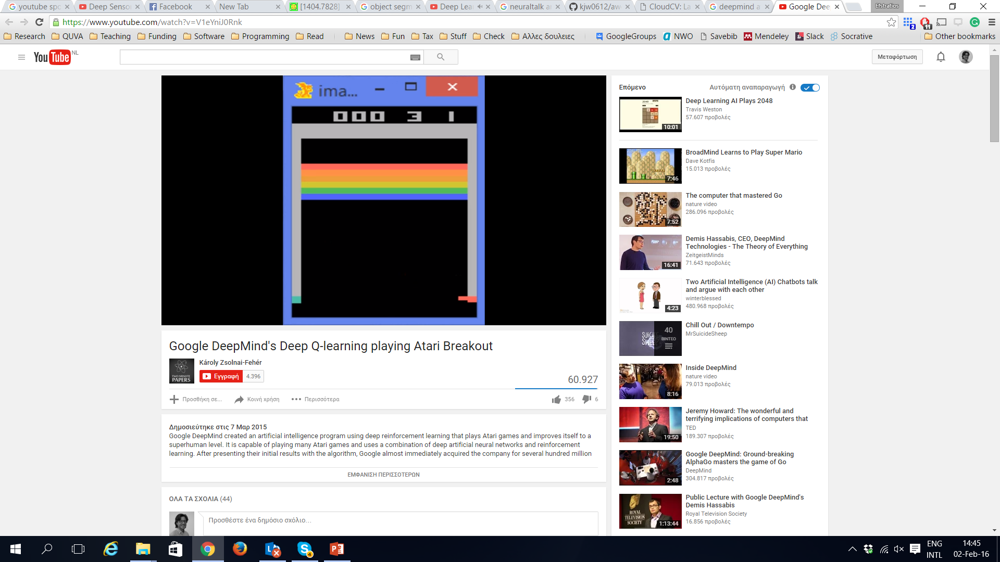 youtube spo
Deep Senso
Facebook
New Tab
[1404.7828]
object segm
Deep Lea
neuraltalk a
kjw0612/aw
CloudCV: La
deepmind a
Google Dee
Efstratios
https://www.youtube.com/watch?v=V1eYniJ0Rnk
2
11
Research QUVA Teaching Funding Software Programming Read News Fun Tax Stuff Check Αλλες δουλειες GoogleGroups NWO Savebib Mendeley Slack Socrative Other bookmarks
YouTube NL
Μεταφόρτωση
ima...
000 3 1
Google DeepMind's Deep Q-learning playing Atari Breakout
TWO MINUTE
PAPERS
Károly Zsolnai-Fehér
Εγγραφή 4.396
60.927
Προσθήκη σε... Κοινή χρήση Περισσότερα 356 6
Δημοσιεύτηκε στις 7 Μαρ 2015
Google DeepMind created an artificial intelligence program using deep reinforcement learning that plays Atari games and improves itself to a
superhuman level. It is capable of playing many Atari games and uses a combination of deep artificial neural networks and reinforcement
learning. After presenting their initial results with the algorithm, Google almost immediately acquired the company for several hundred million
ΕΜΦΑΝΙΣΗ ΠΕΡΙΣΣΟΤΕΡΩΝ
ΟΛΑ ΤΑ ΣΧΟΛΙΑ (44)
Προσθέστε ένα δημόσιο σχόλιο...
Επόμενο Αυτόματη αναπαραγωγή
Deep Learning AI Plays 2048
Travis Weston
57.607 προβολές
10:01
BroadMind Learns to Play Super Mario
Dave Kotfis
15.013 προβολές
7:46
The computer that mastered Go
nature video
286.096 προβολές
7:52
Demis Hassabis, CEO, DeepMind
Technologies - The Theory of Everything
ZeitgeistMinds
71.643 προβολές
16:41
Two Artificial Intelligence (AI) Chatbots talk
and argue with each other
winterblessed
480.968 προβολές
4:23
Chill Out / Downtempo
MrSuicideSheep
40
ΒΙΝΤΕΟ
Inside DeepMind
nature video
79.013 προβολές
8:16
Jeremy Howard: The wonderful and
terrifying implications of computers that
TED
189.307 προβολές
19:50
Google DeepMind: Ground-breaking
AlphaGo masters the game of Go
DeepMind
304.817 προβολές
2:48
Public Lecture with Google DeepMind's
Demis Hassabis
Royal Television Society
16.856 προβολές
ROYAL
TELEVISION
SOCIETY
1:13:44
4
ENG
INTL
14:45
02-Feb-16